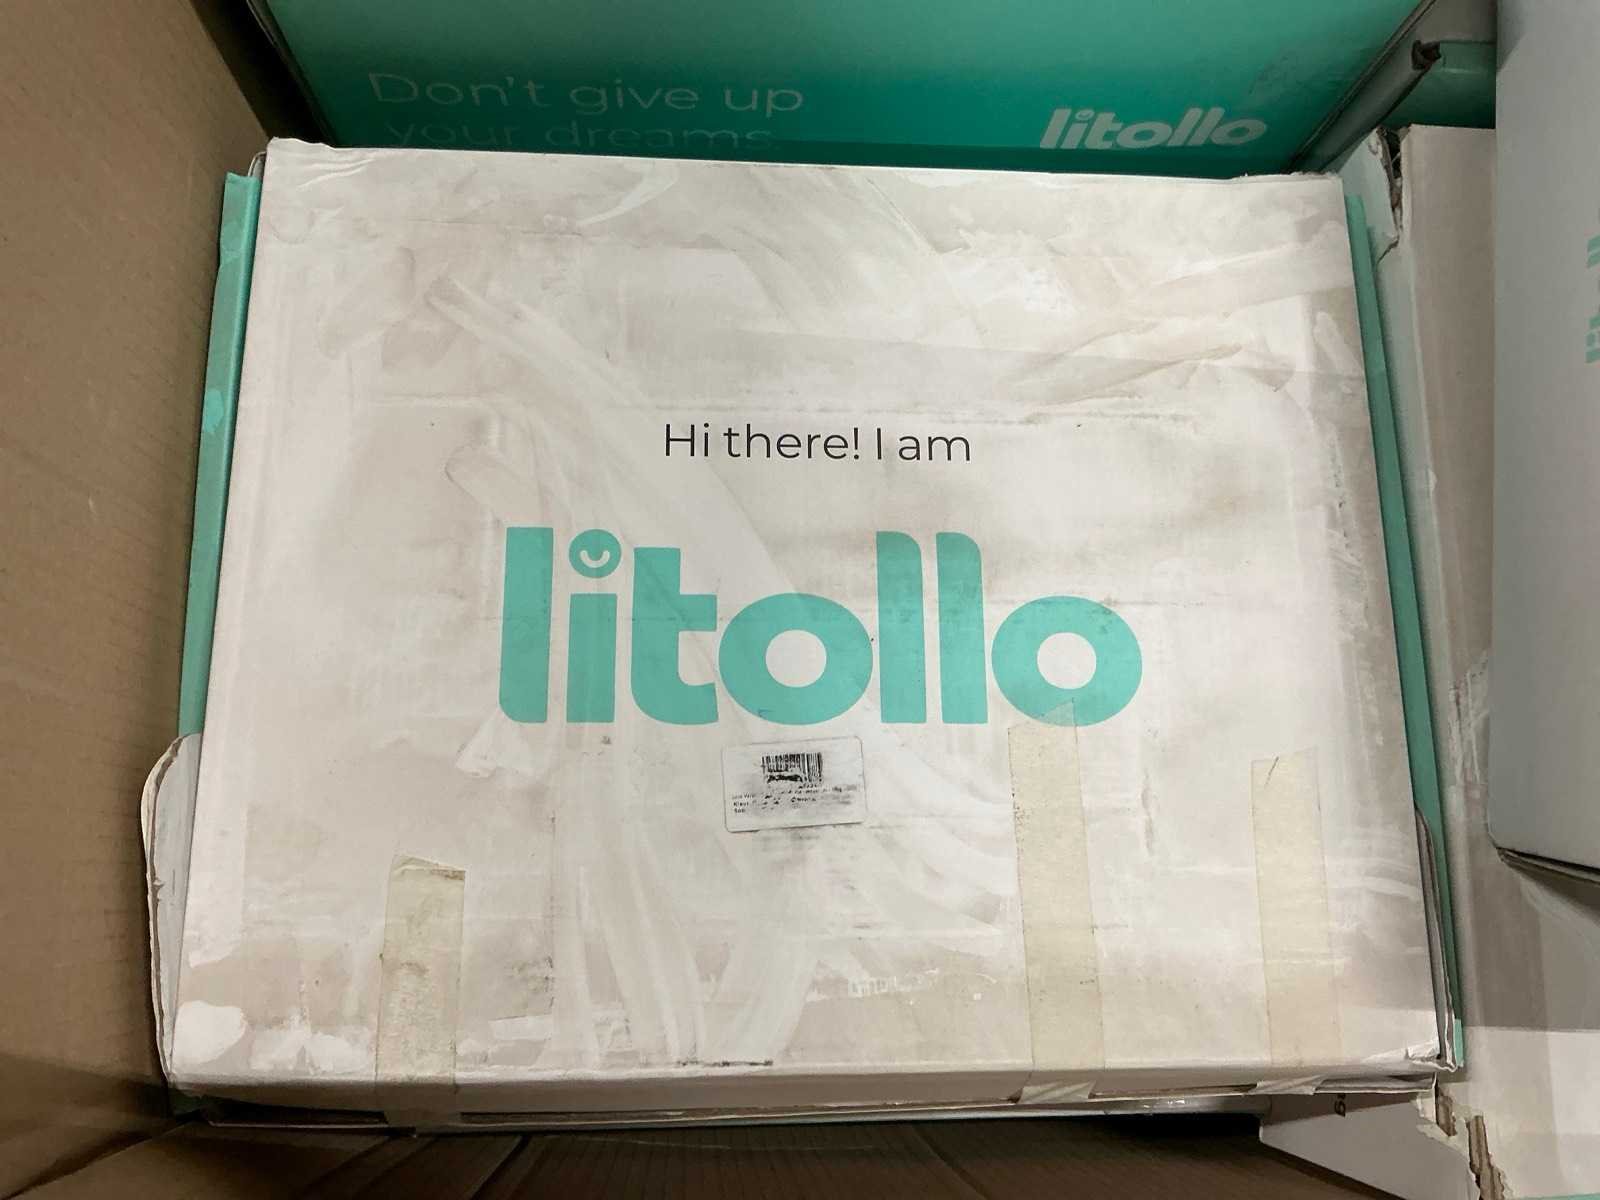 Don't give up
your dreams.
litollo
Hi there! I am
litollo